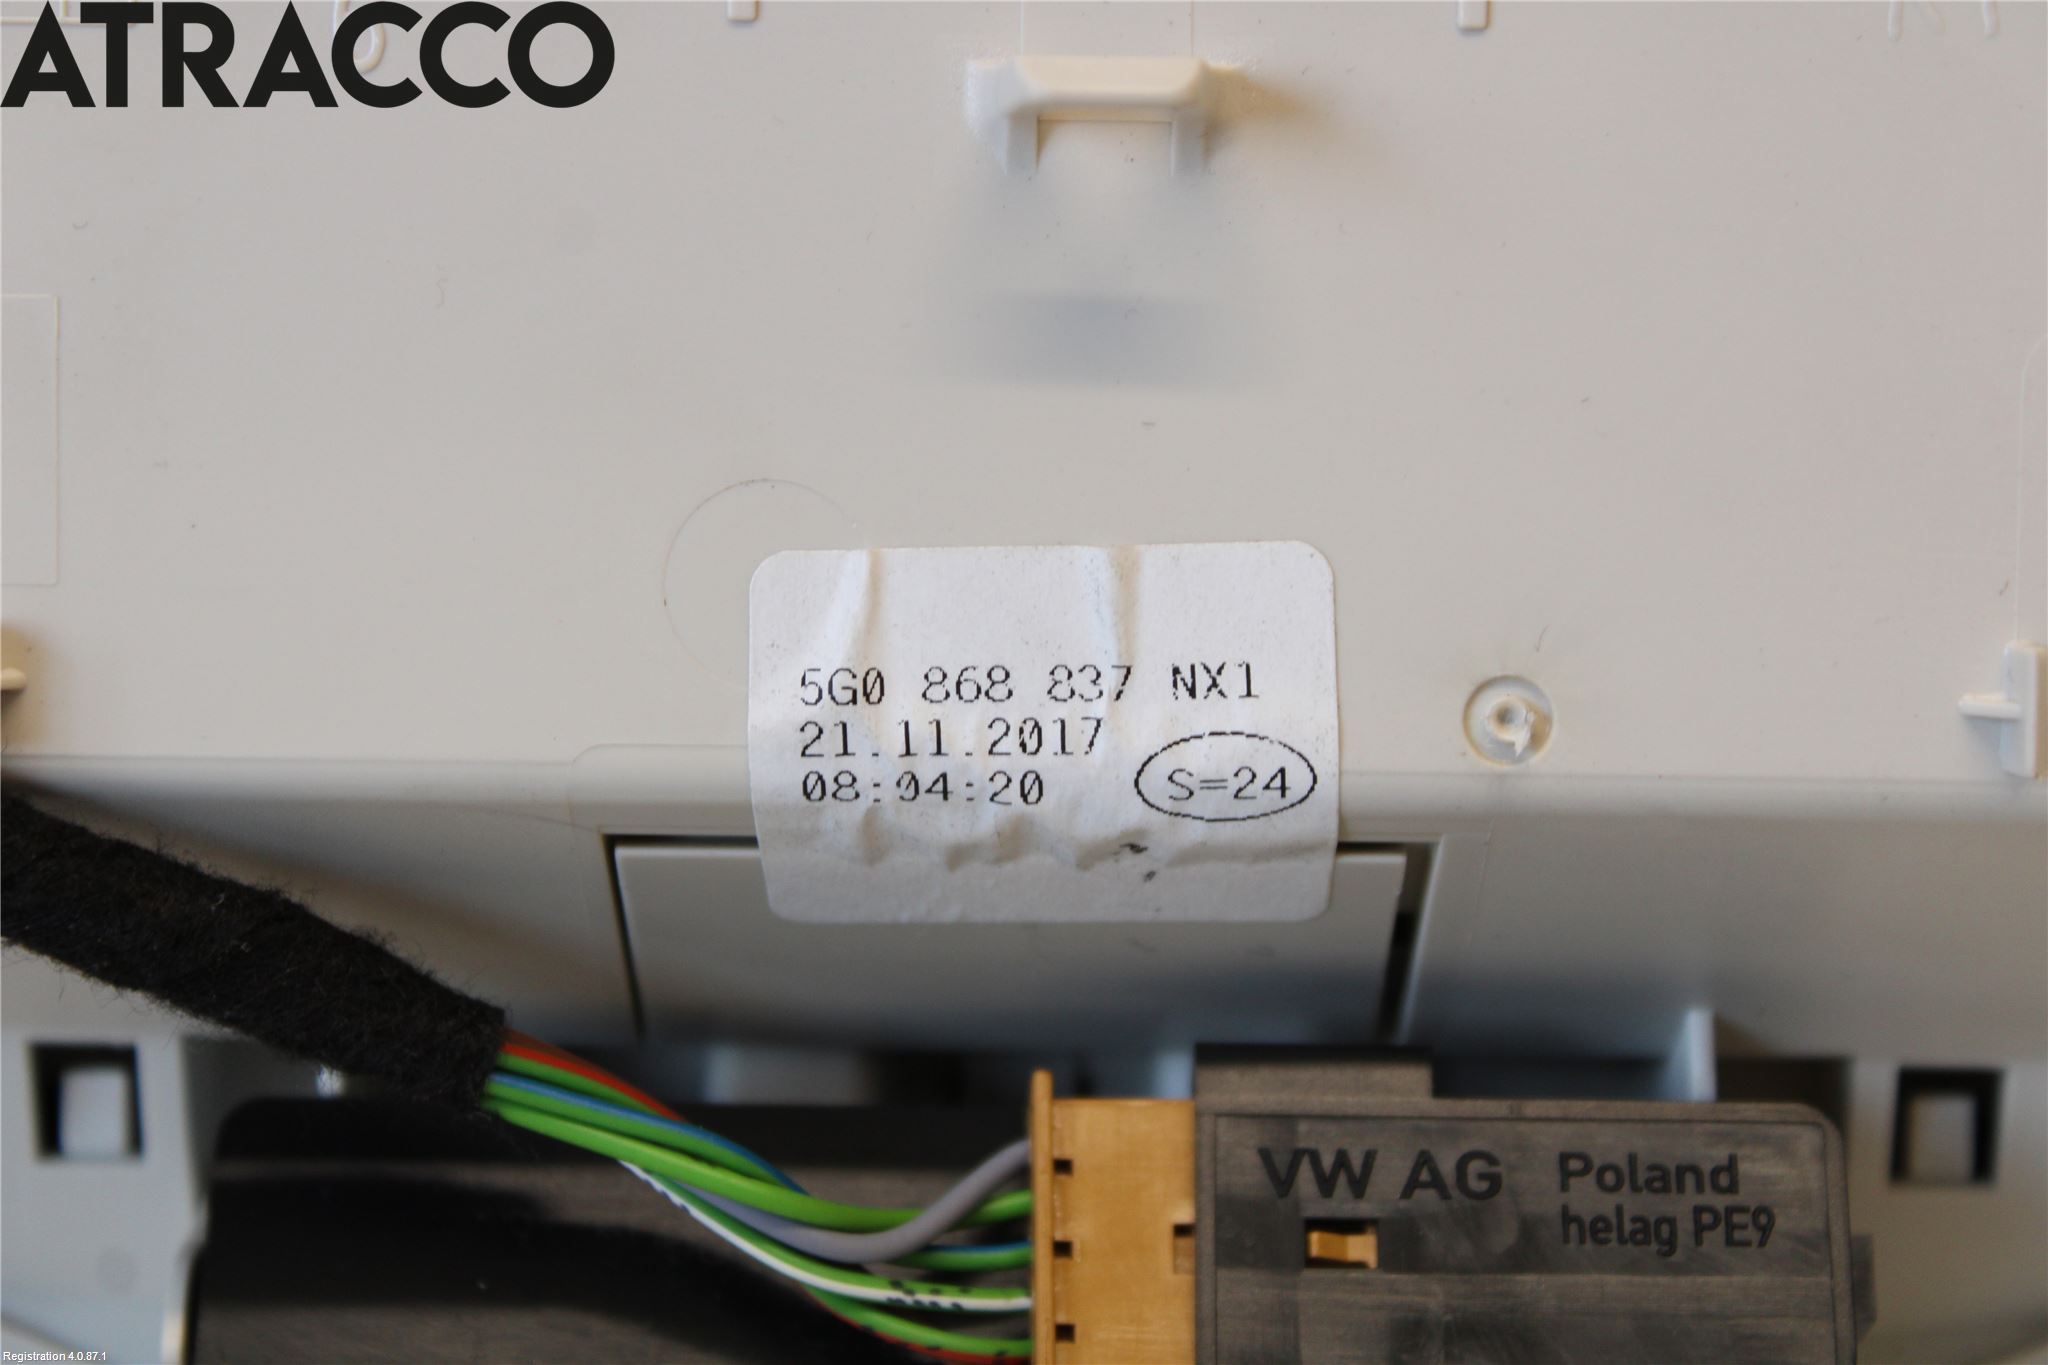 ATRACCO
5G0 868 837 NX1
21.11.2017
08:04:20
S=24
VW AG
Poland
helag PE9
Registration 4.0.87.1